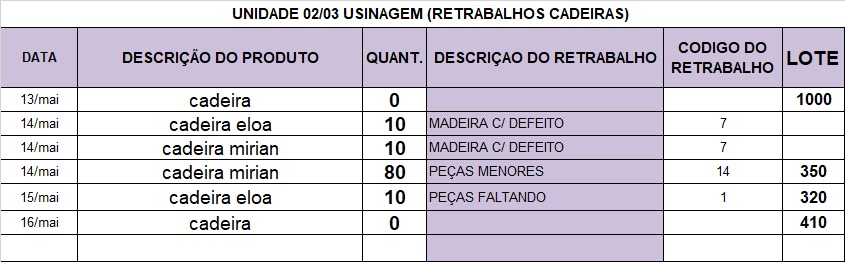 UNIDADE 02/03 USINAGEM (RETRABALHOS CADEIRAS)
DATA DESCRIÇÃO DO PRODUTO QUANT. DESCRIÇAO DO RETRABALHO CODIGO DO RETRABALHO LOTE
13/mai cadeira 0 1000
14/mai cadeira eloa 10 MADEIRA C/ DEFEITO 7
14/mai cadeira mirian 10 MADEIRA C/ DEFEITO 7
14/mai cadeira mirian 80 PEÇAS MENORES 14 350
15/mai cadeira eloa 10 PEÇAS FALTANDO 1 320
16/mai cadeira 0 410